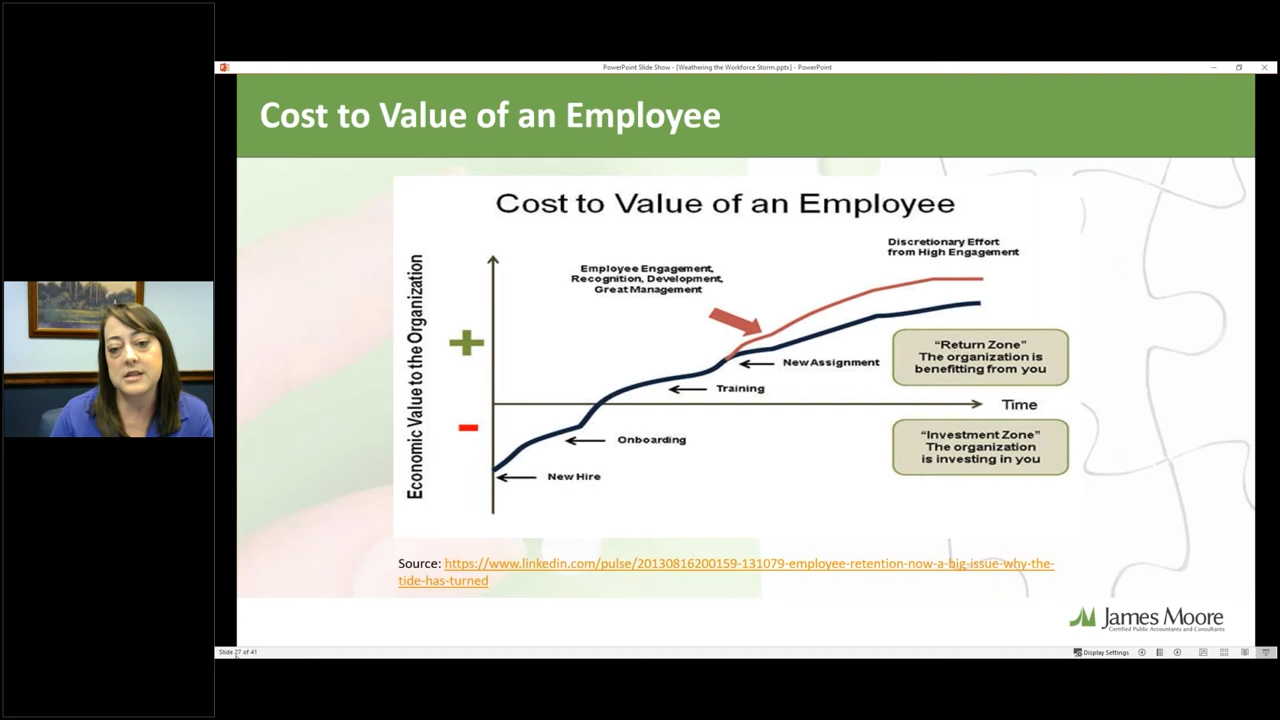 PowerPoint Slide Show - [Weathering the Workforce Storm.pptx] - PowerPoint
Cost to Value of an Employee
Cost to Value of an Employee
Economic Value to the Organization
+
-
Discretionary Effort
from High Engagement
Employee Engagement,
Recognition, Development,
Great Management
New Assignment
Training
"Return Zone"
The organization is
benefitting from you
Time
"Investment Zone"
The organization
is investing in you
Onboarding
New Hire
Source: https://www.linkedin.com/pulse/20130816200159-131079-employee-retention-now-a-big-issue-why-the-
tide-has-turned
James Moore
Certified Public Accountants and Consultants
Slide 27 of 41
Display Settings